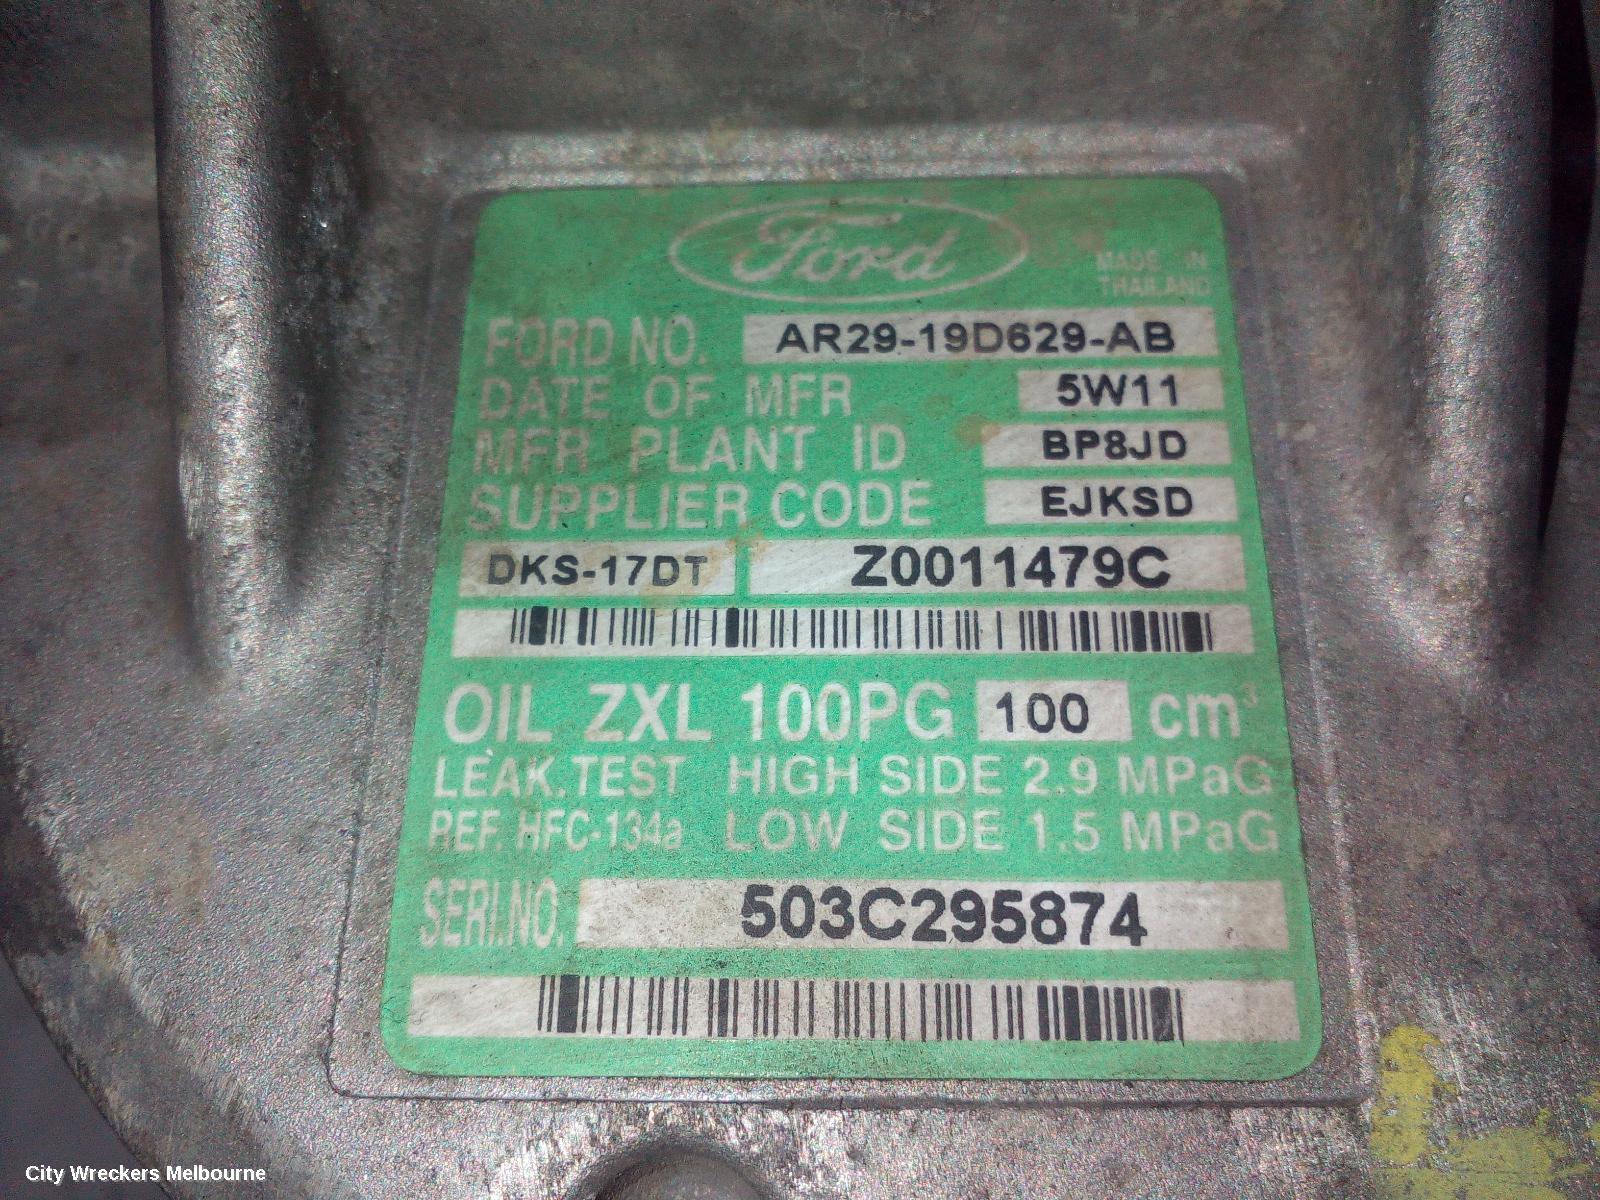 Ford
MADE IN
THAILAND
FORD NO. AR29-19D629-AB
DATE OF MFR 5W11
MFR PLANT ID BP8JD
SUPPLIER CODE EJKSD
DKS-17DT Z0011479C
OIL ZXL 100PG 100 cm³
LEAK.TEST HIGH SIDE 2.9 MPaG
REF. HFC-134a LOW SIDE 1.5 MPaG
SERI.NO. 503C295874
City Wreckers Melbourne